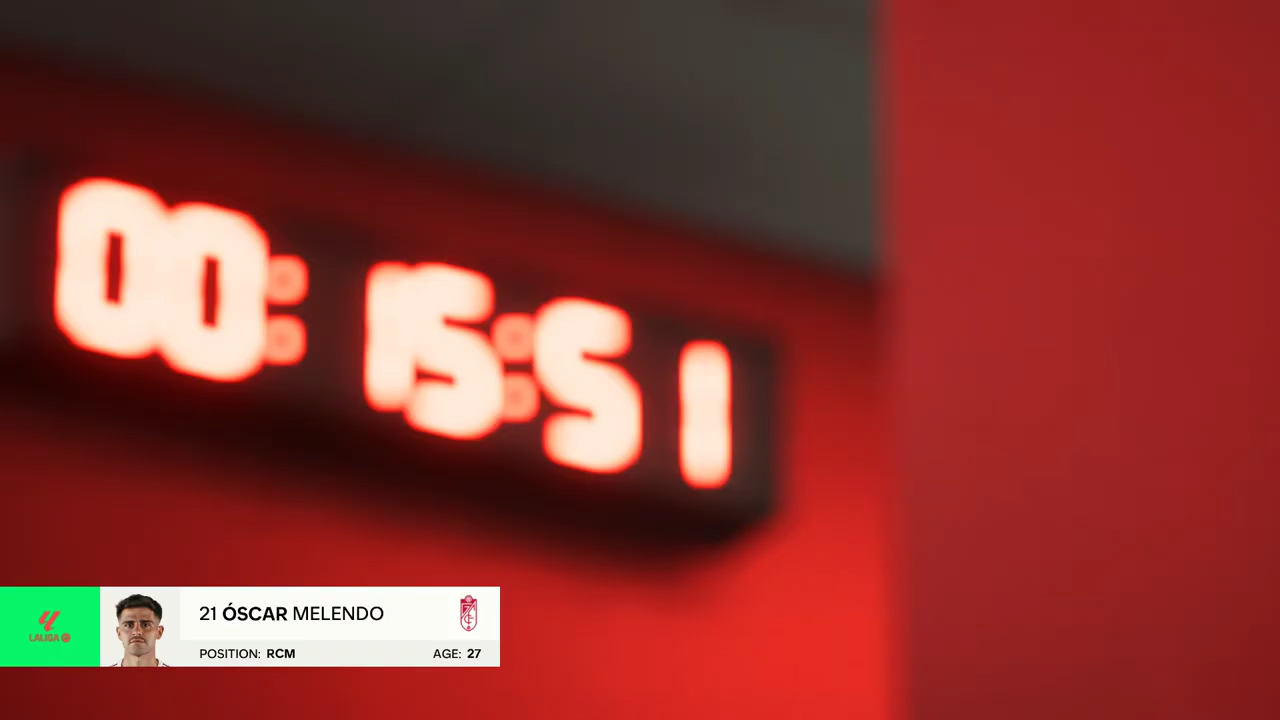 00:15:51
LALIGA
21 ÓSCAR MELENDO
POSITION: RCM
AGE: 27